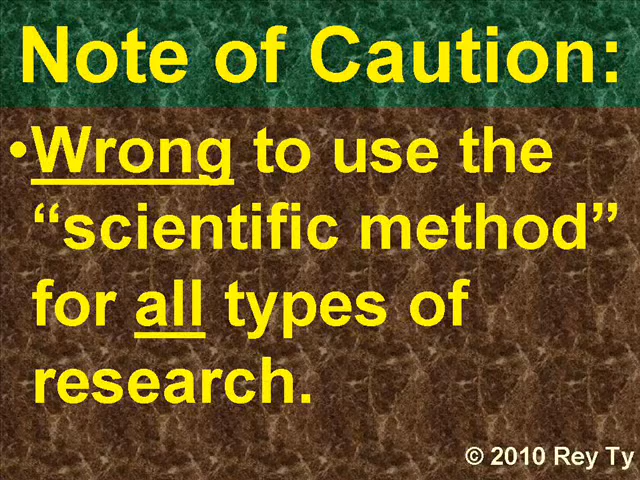 Note of Caution:
•Wrong to use the
“scientific method”
for all types of
research.
© 2010 Rey Ty